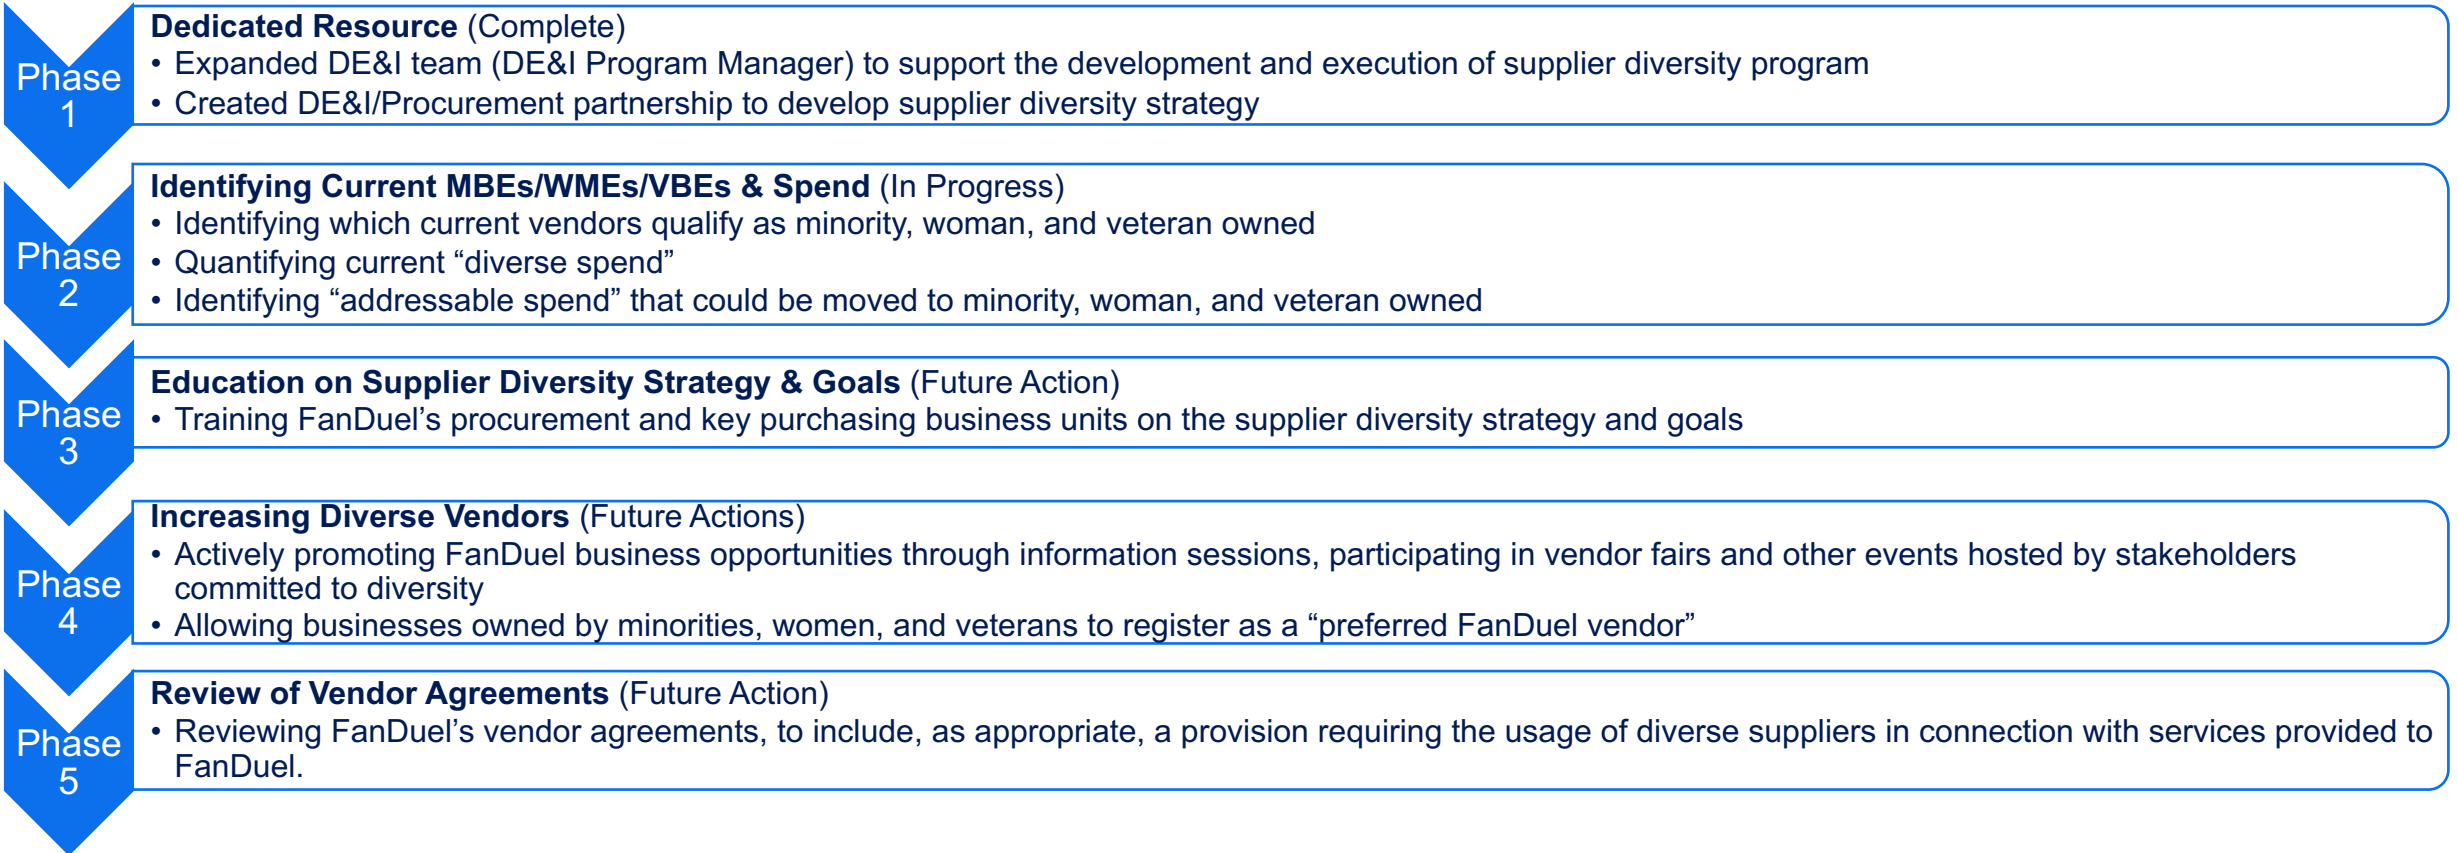 Phase
1
Dedicated Resource (Complete)
• Expanded DE&I team (DE&I Program Manager) to support the development and execution of supplier diversity program
• Created DE&I/Procurement partnership to develop supplier diversity strategy
Phase
2
Identifying Current MBEs/WMEs/VBEs & Spend (In Progress)
• Identifying which current vendors qualify as minority, woman, and veteran owned
• Quantifying current “diverse spend”
• Identifying “addressable spend” that could be moved to minority, woman, and veteran owned
Phase
3
Education on Supplier Diversity Strategy & Goals (Future Action)
• Training FanDuel’s procurement and key purchasing business units on the supplier diversity strategy and goals
Phase
4
Increasing Diverse Vendors (Future Actions)
• Actively promoting FanDuel business opportunities through information sessions, participating in vendor fairs and other events hosted by stakeholders
committed to diversity
• Allowing businesses owned by minorities, women, and veterans to register as a “preferred FanDuel vendor”
Phase
5
Review of Vendor Agreements (Future Action)
• Reviewing FanDuel’s vendor agreements, to include, as appropriate, a provision requiring the usage of diverse suppliers in connection with services provided to
FanDuel.